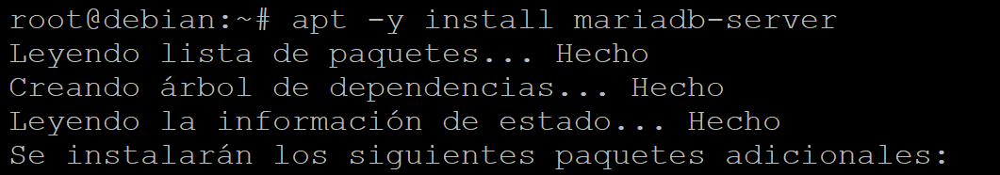 root@debian:~# apt -y install mariadb-server
Leyendo lista de paquetes... Hecho
Creando árbol de dependencias... Hecho
Leyendo la información de estado... Hecho
Se instalarán los siguientes paquetes adicionales: